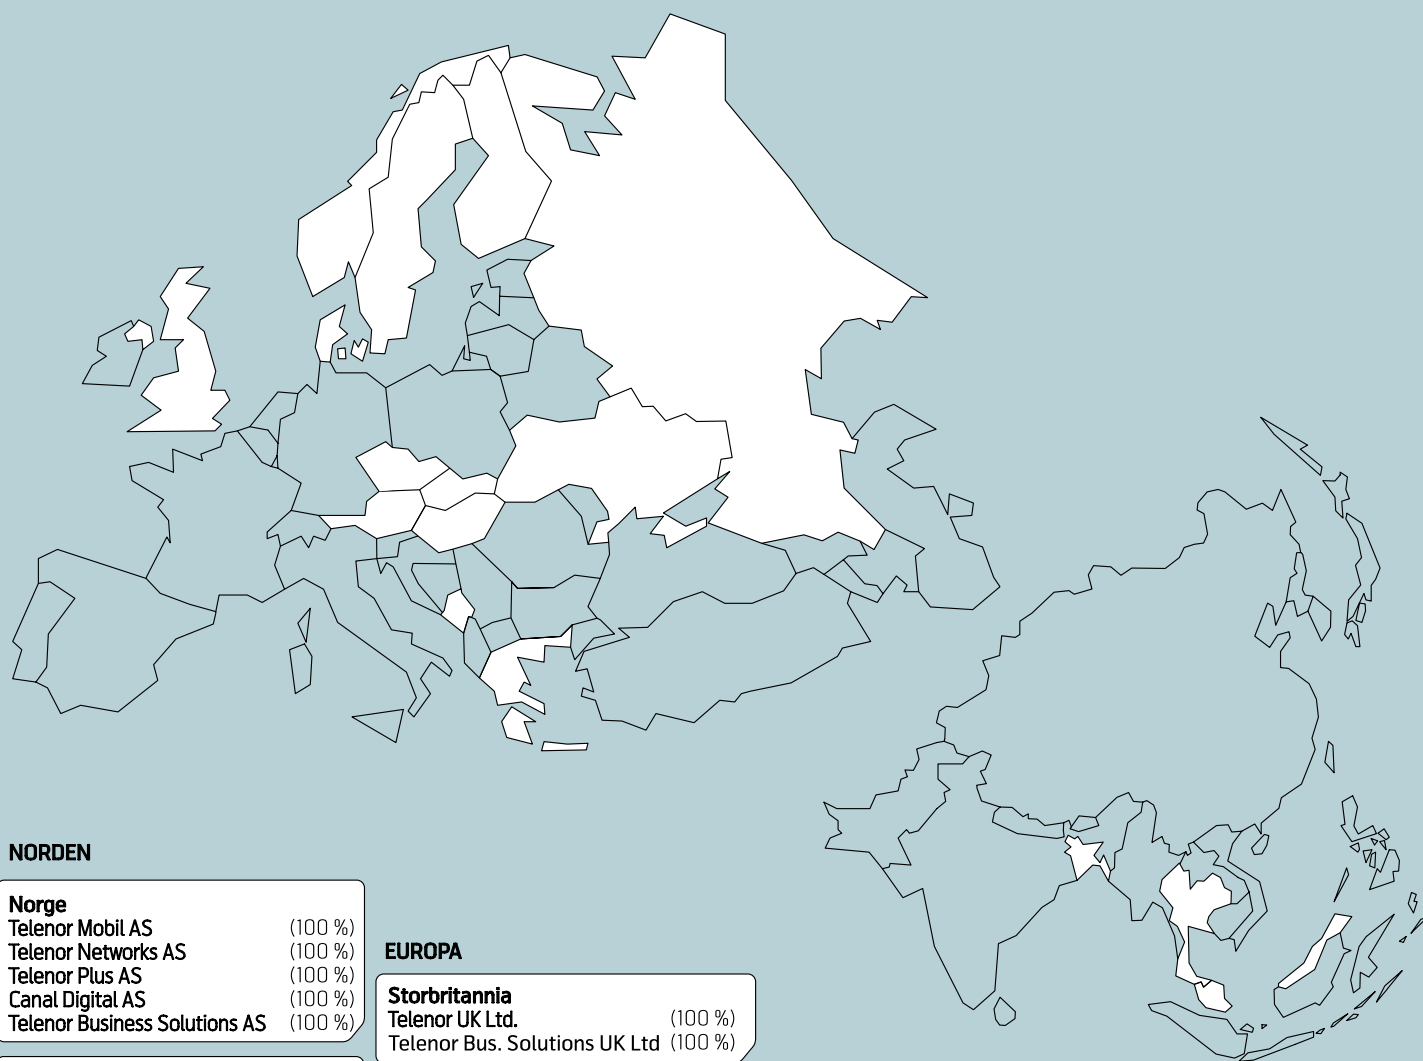 NORDEN
Norge
Telenor Mobil AS (100 %)
Telenor Networks AS (100 %)
Telenor Plus AS (100 %)
Canal Digital AS (100 %)
Telenor Business Solutions AS (100 %)
EUROPA
Storbritannia
Telenor UK Ltd. (100 %)
Telenor Bus. Solutions UK Ltd (100 %)